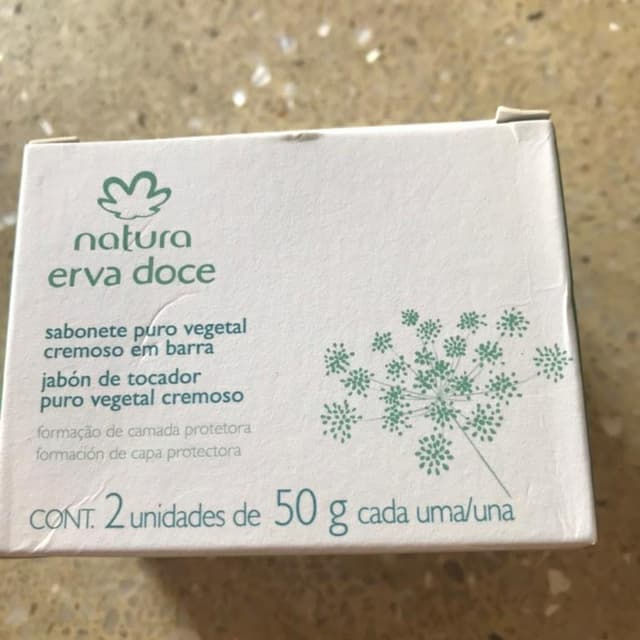 natura
erva doce
sabonete puro vegetal
cremoso em barra
jabón de tocador
puro vegetal cremoso
formação de camada protetora
formación de capa protectora
CONT. 2 unidades de 50 g cada uma/una